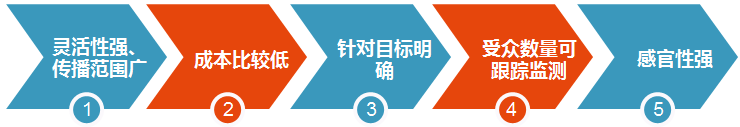 灵活性强、
传播范围广
1
成本比较低
2
针对目标明
确
3
受众数量可
跟踪监测
4
感官性强
5